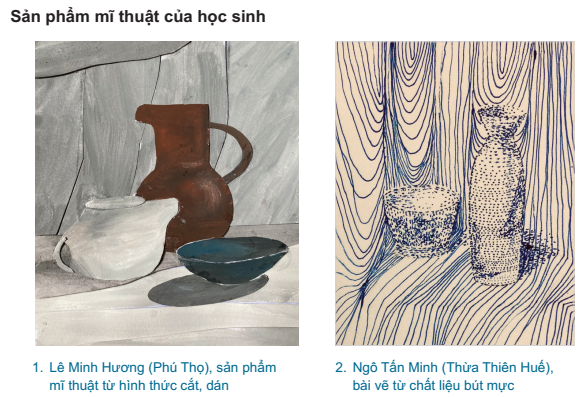 Sản phẩm mĩ thuật của học sinh
1. Lê Minh Hương (Phú Thọ), sản phẩm
mĩ thuật từ hình thức cắt, dán
2. Ngô Tấn Minh (Thừa Thiên Huế),
bài vẽ từ chất liệu bút mực